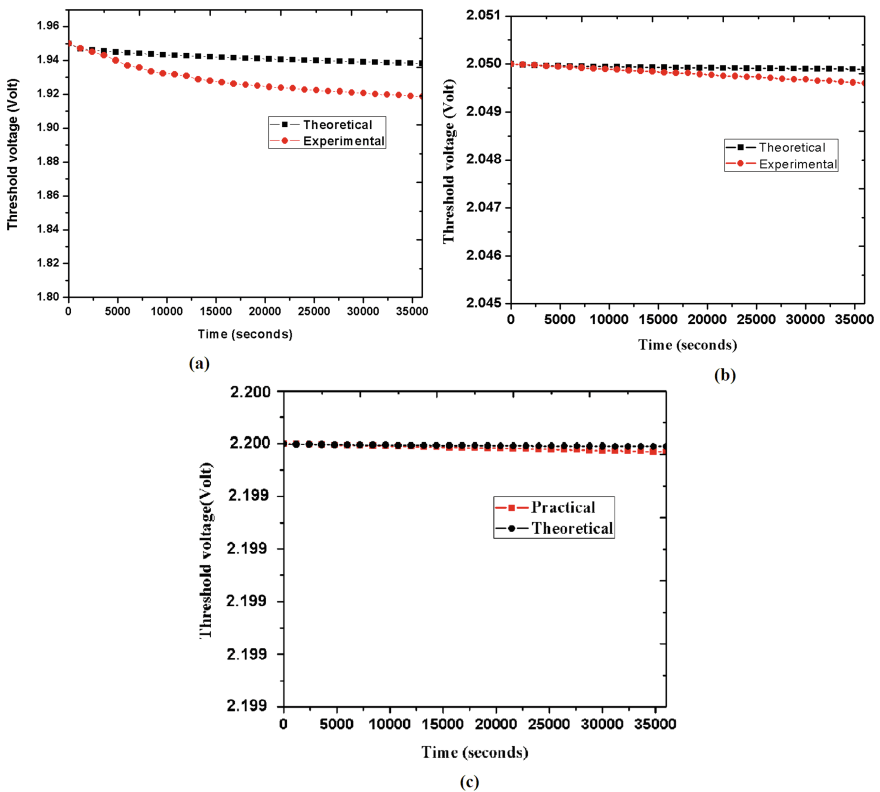 1.96
1.94
1.92
1.90
1.88
1.86
1.84
1.82
1.80
Threshold voltage (Volt)
Theoretical
Experimental
0 5000 10000 15000 20000 25000 30000 35000
Time (seconds)
(a)
2.051
2.050
2.049
2.048
2.047
2.046
2.045
Threshold voltage (Volt)
Theoretical
Experimental
0 5000 10000 15000 20000 25000 30000 35000
Time (seconds)
(b)
2.200
2.200
2.199
2.199
2.199
2.199
2.199
Threshold voltage(Volt)
Practical
Theoretical
0 5000 10000 15000 20000 25000 30000 35000
Time (seconds)
(c)